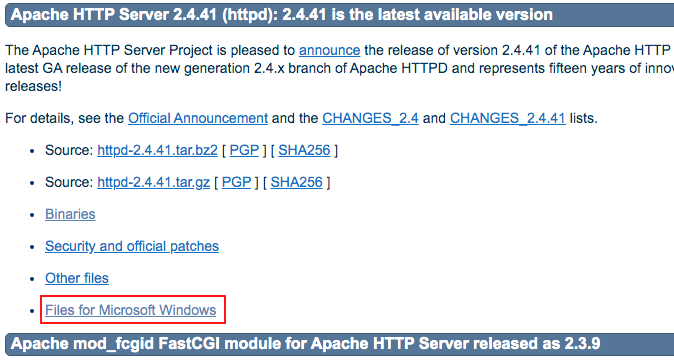 Apache HTTP Server 2.4.41 (httpd): 2.4.41 is the latest available version
The Apache HTTP Server Project is pleased to announce the release of version 2.4.41 of the Apache HTTP
latest GA release of the new generation 2.4.x branch of Apache HTTPD and represents fifteen years of
releases!
For details, see the Official Announcement and the CHANGES_2.4 and CHANGES_2.4.41 lists.
• Source: httpd-2.4.41.tar.bz2 [ PGP ] [ SHA256 ]
• Source: httpd-2.4.41.tar.gz [ PGP ] [ SHA256 ]
• Binaries
• Security and official patches
• Other files
• Files for Microsoft Windows
Apache mod_fcgid FastCGI module for Apache HTTP Server released as 2.3.9